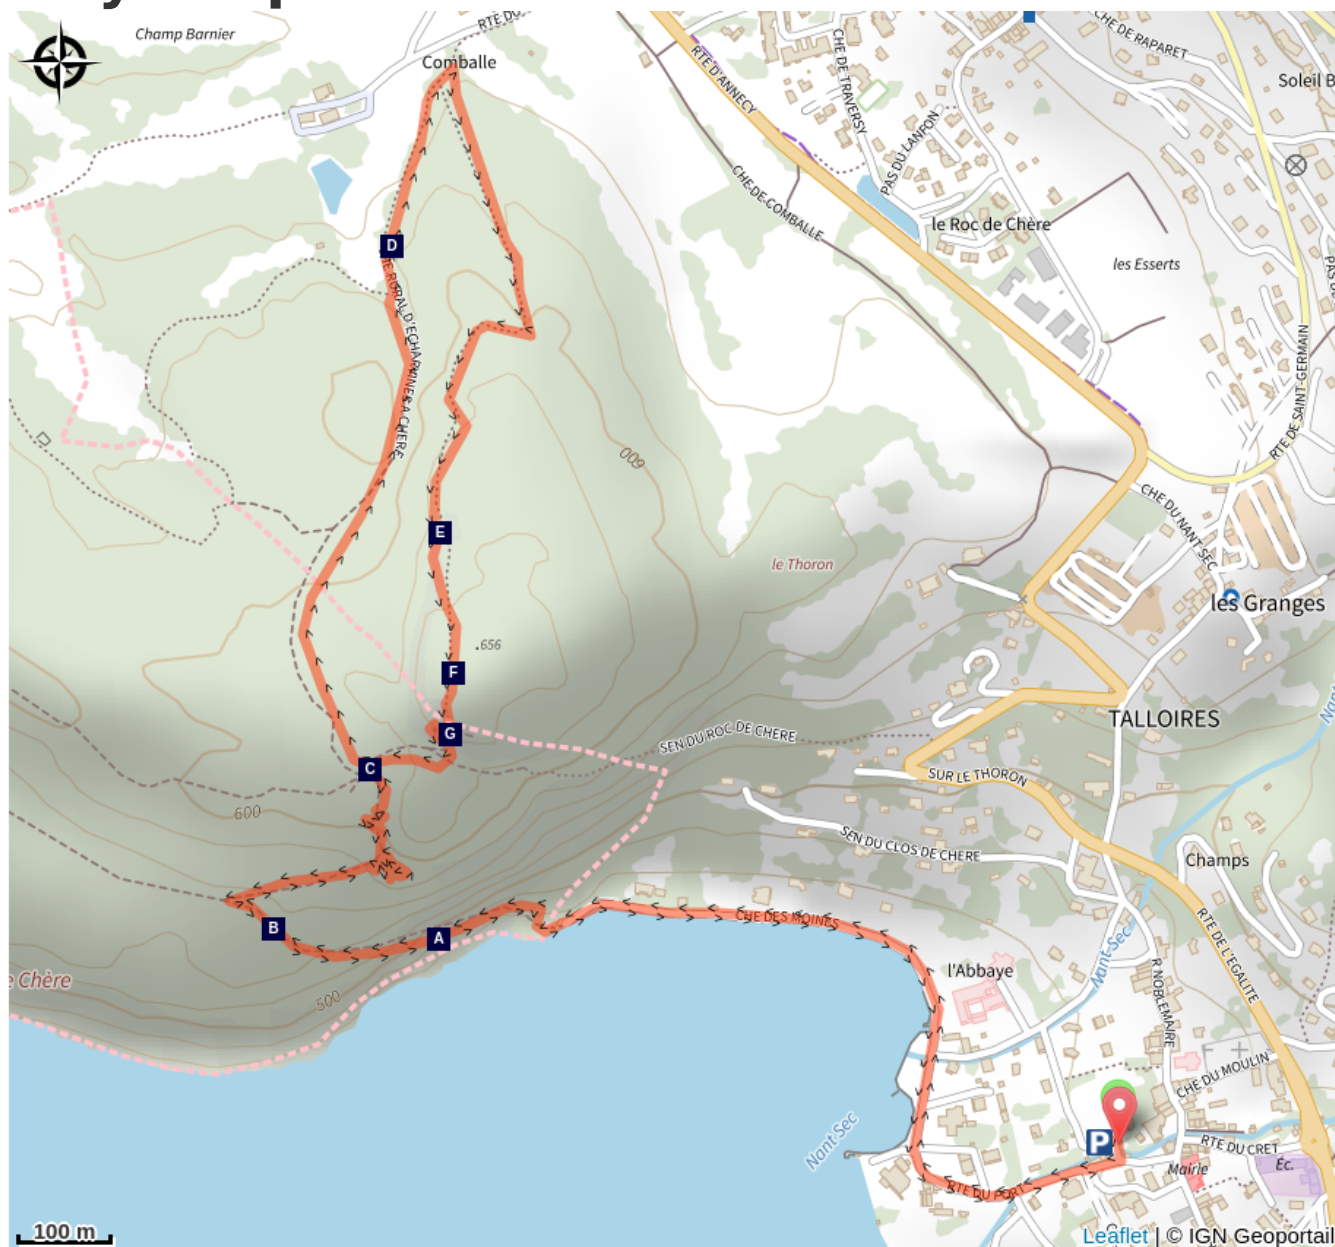 Champ Barnier
Comballe
RTE D'ANNECY
CHE DE TRAVERSY
CHE DE RAPARET
Soleil B
PAS DU LANFON
CHE DE COMBALLE
le Roc de Chère
les Esserts
D
RURAL D'ECHARVINES A CHERE
RTE DE SAINT-GERMAIN
600
CHE DU NANT SEC
E
le Thoron
les Granges
.656
F
TALLOIRES
G
SEN DU ROC DE CHERE
C
SUR LE THORON
600
SEN DU CLOS DE CHERE
Champs
B
A
CHE DES MOINES
RTE DE L'EGALITE
Nant Sec
l'Abbaye
R NOBLEMAIRE
e Chère
500
CHE DU MOULIN
Nant Sec
P
RTE DU CRET
Mairie
Éc.
RTE DU PORT
100 m
Leaflet | © IGN Geoportail